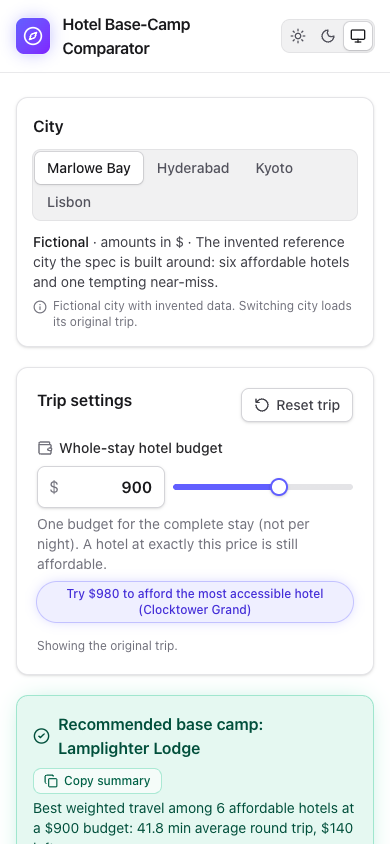 Hotel Base-Camp
Comparator
City
Marlowe Bay
Hyderabad
Kyoto
Lisbon
Fictional · amounts in $ · The invented reference
city the spec is built around: six affordable hotels
and one tempting near-miss.
Fictional city with invented data. Switching city loads
its original trip.
Trip settings
Reset trip
Whole-stay hotel budget
$ 900
One budget for the complete stay (not per
night). A hotel at exactly this price is still
affordable.
Try $980 to afford the most accessible hotel
(Clocktower Grand)
Showing the original trip.
Recommended base camp:
Lamplighter Lodge
Copy summary
Best weighted travel among 6 affordable hotels at
a $900 budget: 41.8 min average round trip, $140